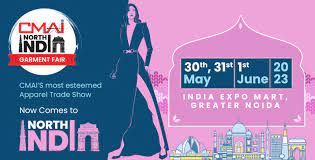 CMAI
NORTH
INDIA
GARMENT FAIR
CMAI'S most esteemed
Apparel Trade Show
Now Comes to
NORTH
INDIA
30th, 31st 1st 20
May June 23
INDIA EXPO MART,
GREATER NOIDA